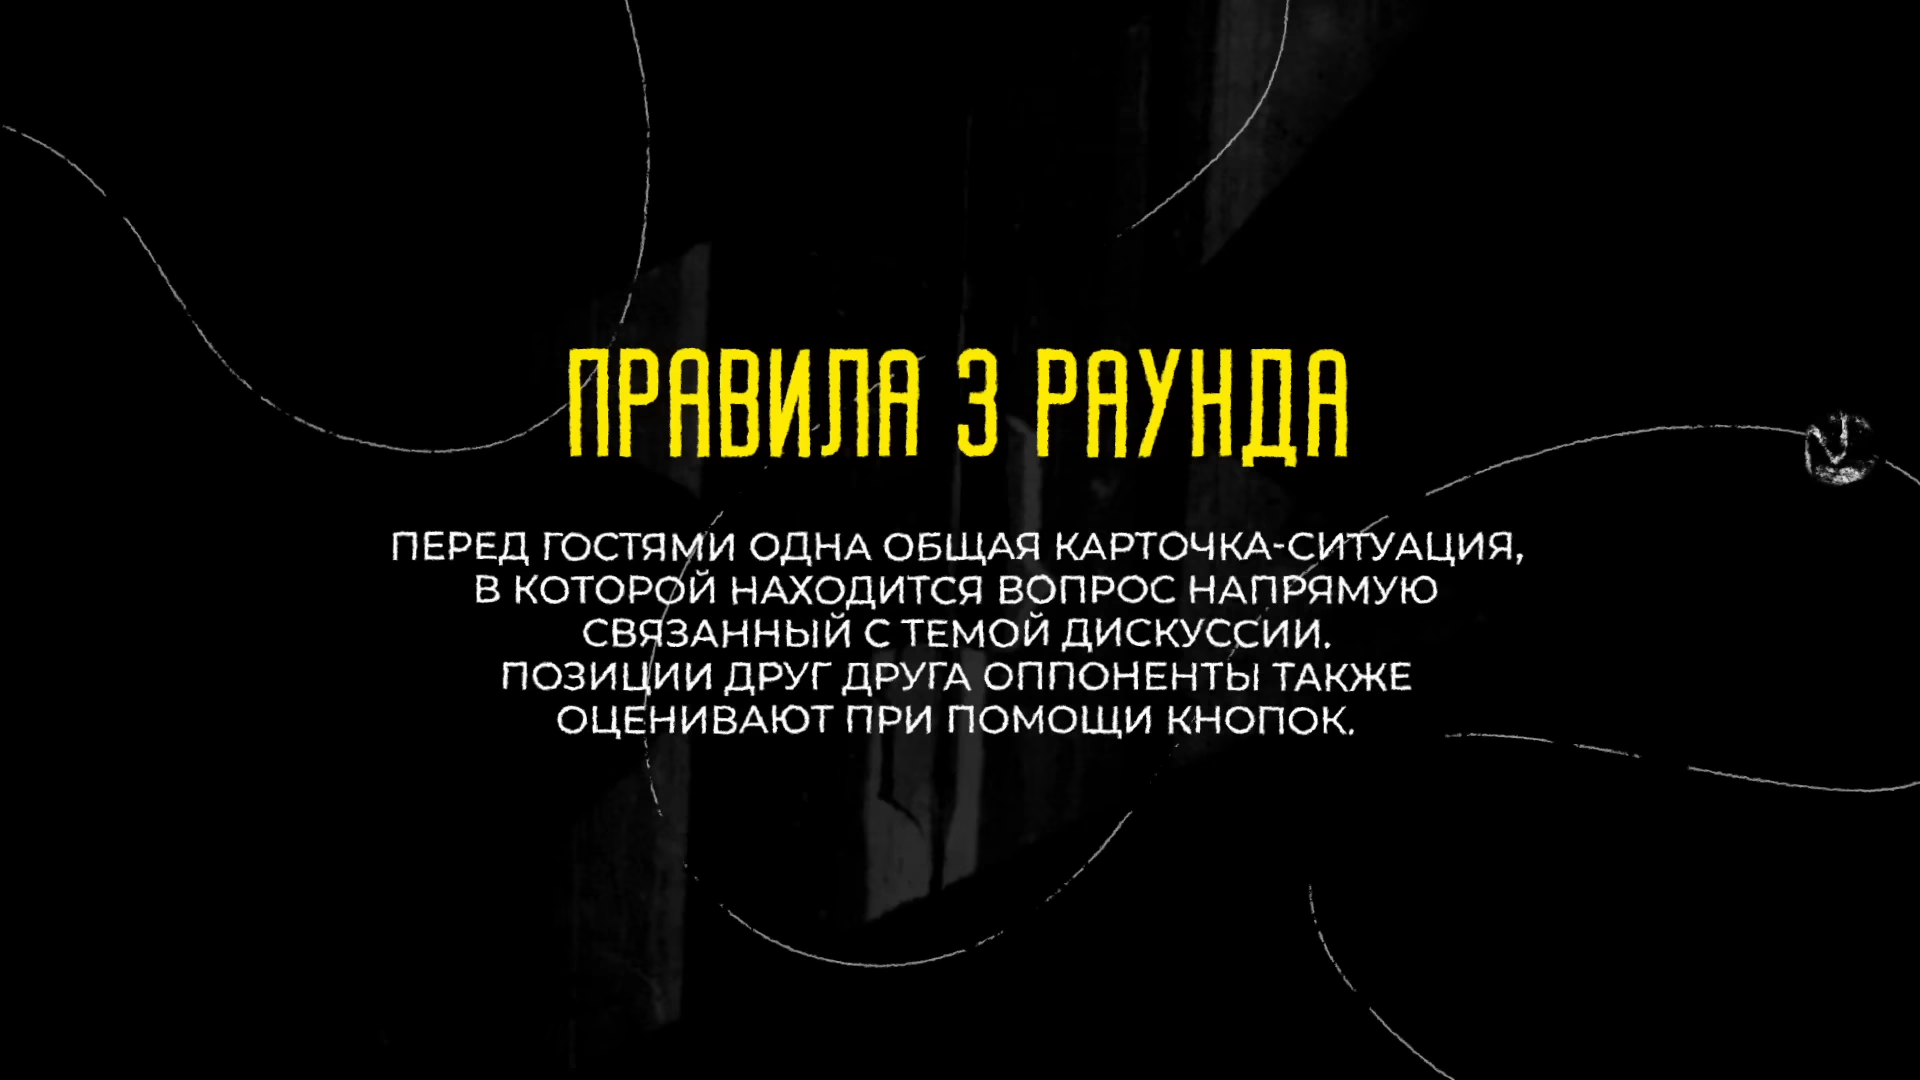 ПРАВИЛА 3 РАУНДА
ПЕРЕД ГОСТЯМИ ОДНА ОБЩАЯ КАРТОЧКА-СИТУАЦИЯ,
В КОТОРОЙ НАХОДИТСЯ ВОПРОС НАПРЯМУЮ
СВЯЗАННЫЙ С ТЕМОЙ ДИСКУССИИ.
ПОЗИЦИИ ДРУГ ДРУГА ОППОНЕНТЫ ТАКЖЕ
ОЦЕНИВАЮТ ПРИ ПОМОЩИ КНОПОК.